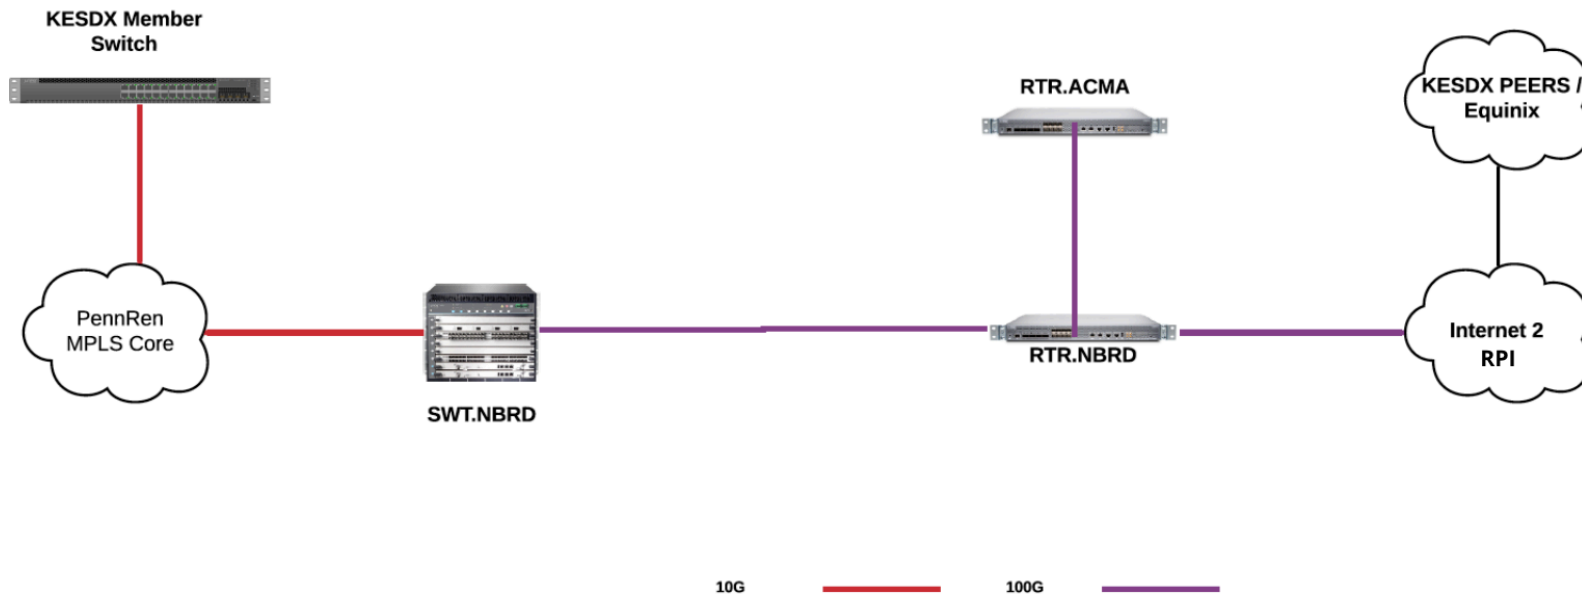 KESDX Member
Switch
RTR.ACMA
KESDX PEERS /
Equinix
PennRen
MPLS Core
SWT.NBRD
RTR.NBRD
Internet 2
RPI
10G
100G